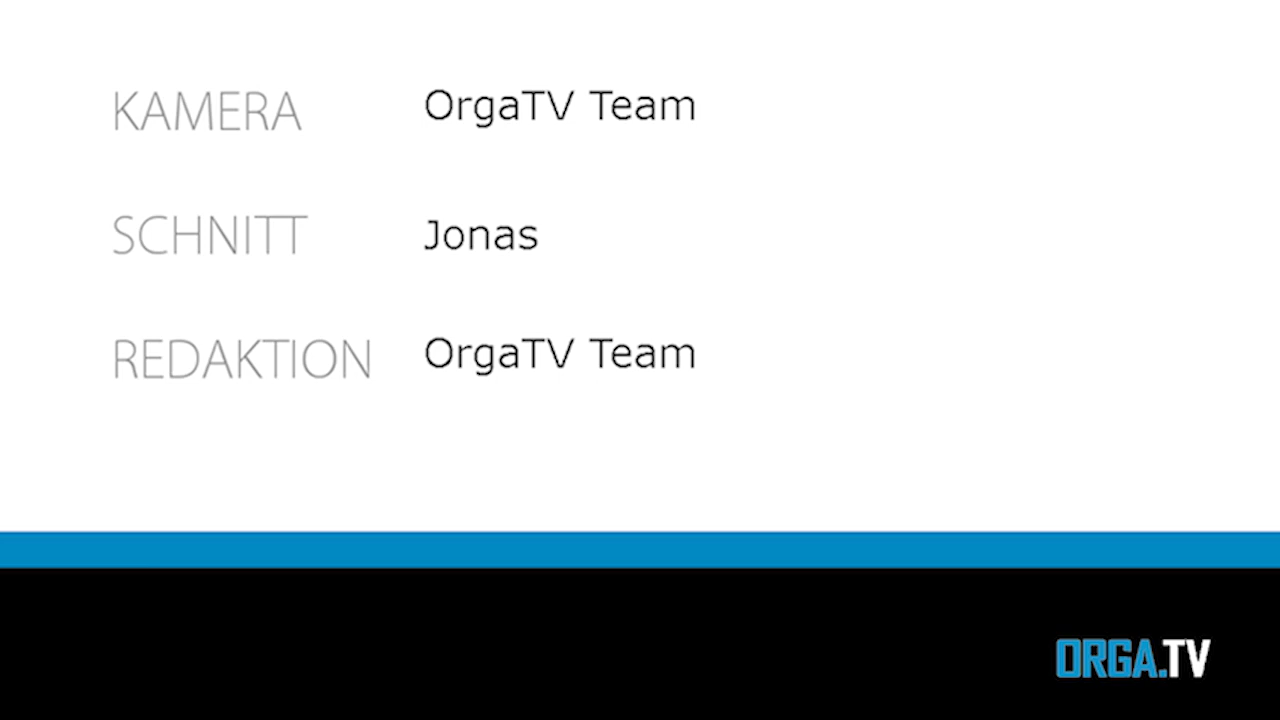 KAMERA OrgaTV Team
SCHNITT Jonas
REDAKTION OrgaTV Team
ORGA.TV